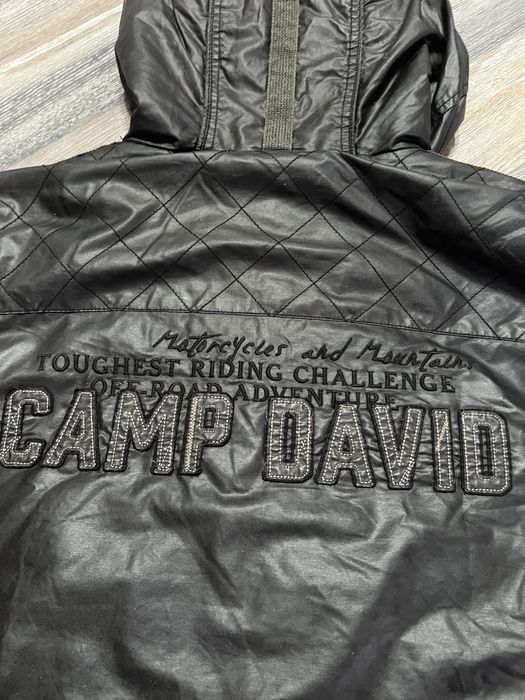 Motorcycles and Mountains
TOUGHEST RIDING CHALLENGE
OFF-ROAD ADVENTURE
CAMP DAVID